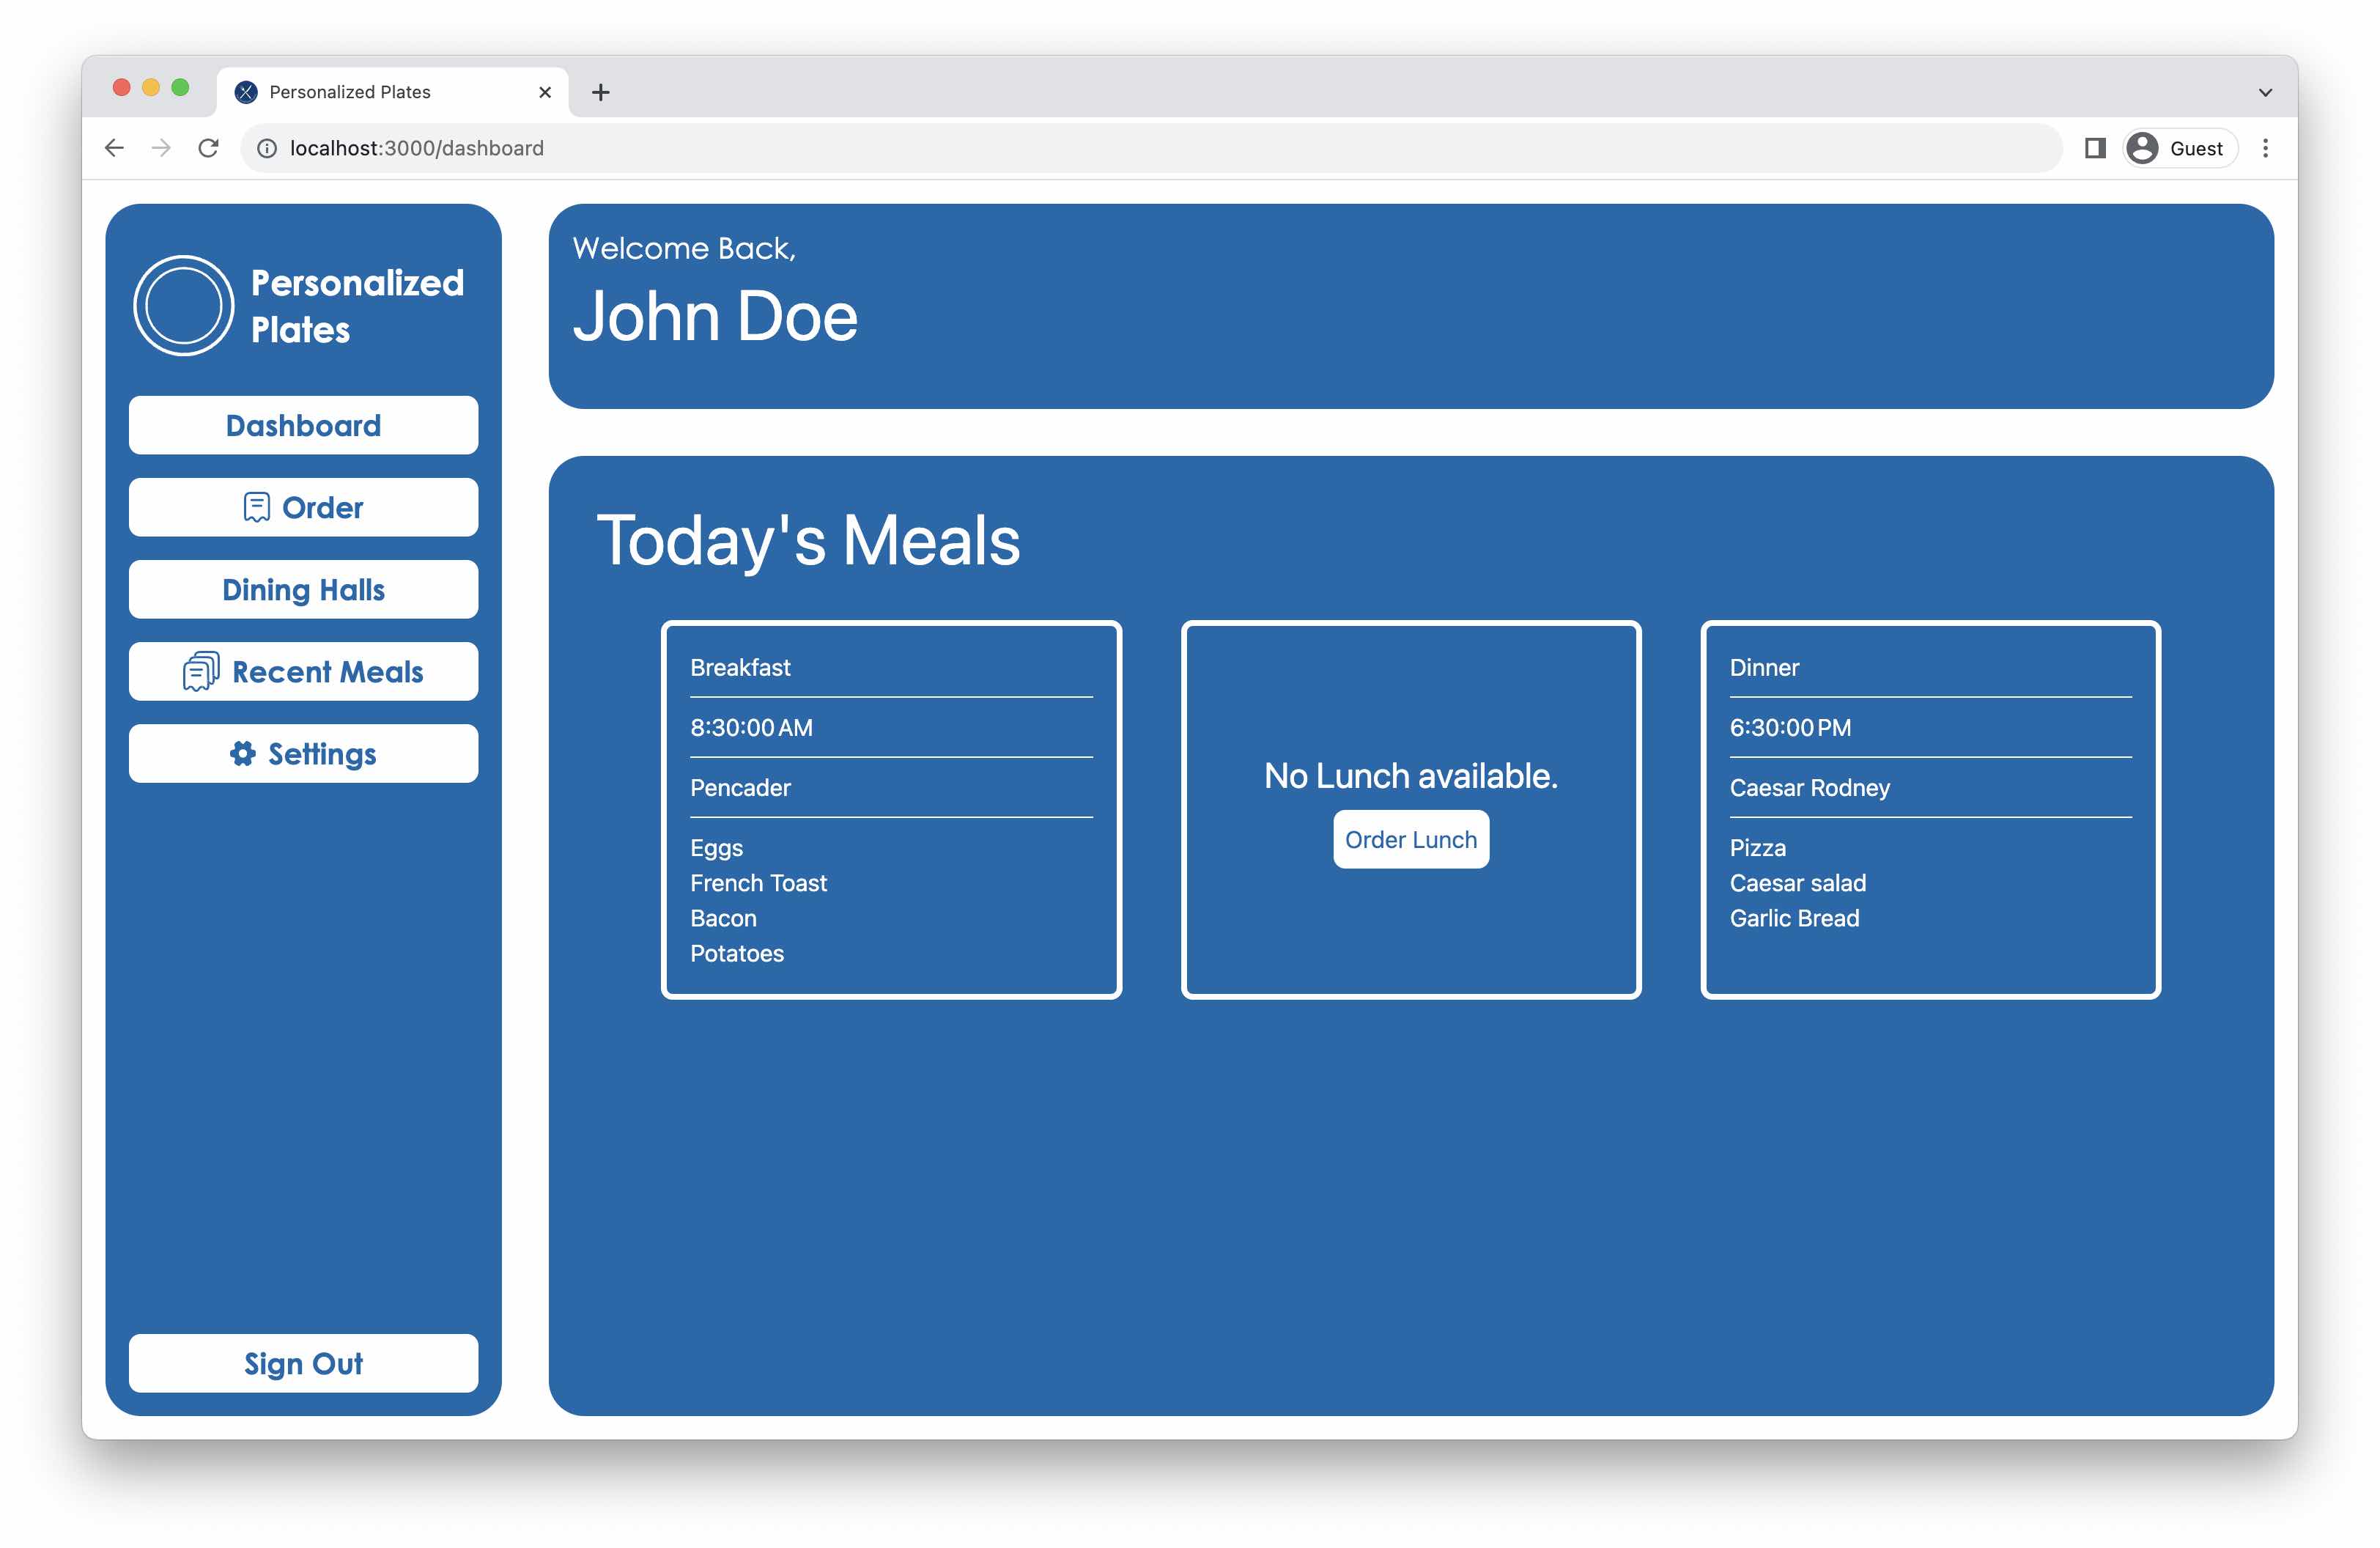 Personalized Plates
localhost:3000/dashboard
Guest
Personalized
Plates
Dashboard
Order
Dining Halls
Recent Meals
Settings
Sign Out
Welcome Back,
John Doe
Today's Meals
Breakfast
8:30:00 AM
Pencader
Eggs
French Toast
Bacon
Potatoes
No Lunch available.
Order Lunch
Dinner
6:30:00 PM
Caesar Rodney
Pizza
Caesar salad
Garlic Bread